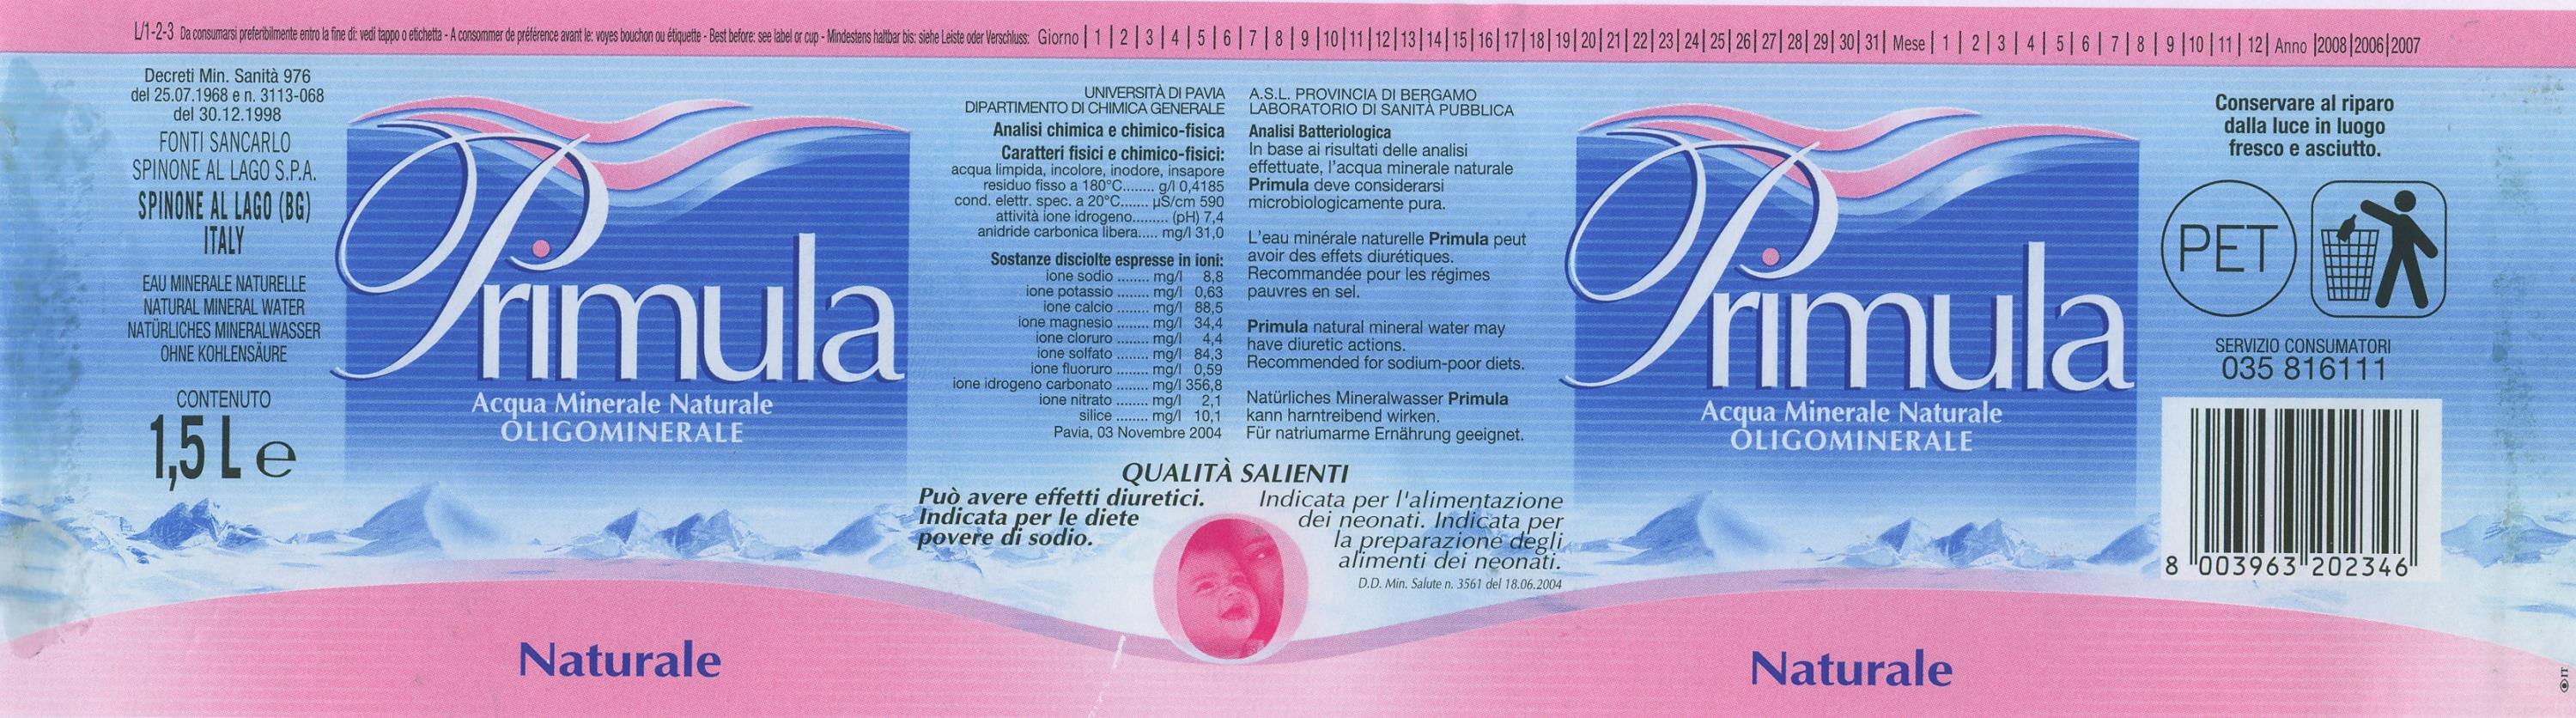 L/1-2-3 Da consumarsi preferibilmente entro la fine di: vedi tappo o etichetta - A consommer de préférence avant le: voyes bouchon ou étiquette - Best before: see label or cup - Mindestens haltbar bis: siehe Leiste oder Verschluss: Giorno | 1 | 2 | 3 | 4 | 5 | 6 | 7 | 8 | 9 |10|11|12|13|14|15|16|17|18|19|20|21|22|23|24|25|26|27|28|29|30|31| Mese | 1 | 2 | 3 | 4 | 5 | 6 | 7 | 8 | 9 |10 | 11 | 12| Anno |2008|2006|2007
Decreti Min. Sanità 976
del 25.07.1968 e n. 3113-068
del 30.12.1998
FONTI SANCARLO
SPINONE AL LAGO S.P.A.
SPINONE AL LAGO (BG)
ITALY
EAU MINERALE NATURELLE
NATURAL MINERAL WATER
NATÜRLICHES MINERALWASSER
OHNE KOHLENSÄURE
CONTENUTO
1,5 L e
Primula
Acqua Minerale Naturale
OLIGOMINERALE
Naturale
UNIVERSITÀ DI PAVIA
DIPARTIMENTO DI CHIMICA GENERALE
Analisi chimica e chimico-fisica
Caratteri fisici e chimico-fisici:
acqua limpida, incolore, inodore, insapore
residuo fisso a 180°C........ g/l 0,4185
cond. elettr. spec. a 20°C....... µS/cm 590
attività ione idrogeno......... (pH) 7,4
anidride carbonica libera..... mg/l 31,0
Sostanze disciolte espresse in ioni:
ione sodio ........ mg/l 8,8
ione potassio ........ mg/l 0,63
ione calcio ........ mg/l 88,5
ione magnesio ........ mg/l 34,4
ione cloruro ........ mg/l 4,4
ione solfato ........ mg/l 84,3
ione fluoruro ........ mg/l 0,59
ione idrogeno carbonato ........ mg/l 356,8
ione nitrato ........ mg/l 2,1
silice ........ mg/l 10,1
Pavia, 03 Novembre 2004
A.S.L. PROVINCIA DI BERGAMO
LABORATORIO DI SANITÀ PUBBLICA
Analisi Batteriologica
In base ai risultati delle analisi
effettuate, l'acqua minerale naturale
Primula deve considerarsi
microbiologicamente pura.
L'eau minérale naturelle Primula peut
avoir des effets diurétiques.
Recommandée pour les régimes
pauvres en sel.
Primula natural mineral water may
have diuretic actions.
Recommended for sodium-poor diets.
Natürliches Mineralwasser Primula
kann harntreibend wirken.
Für natriumarme Ernährung geeignet.
QUALITÀ SALIENTI
Può avere effetti diuretici.
Indicata per le diete
povere di sodio.
Indicata per l'alimentazione
dei neonati. Indicata per
la preparazione degli
alimenti dei neonati.
D.D. Min. Salute n. 3561 del 18.06.2004
Primula
Acqua Minerale Naturale
OLIGOMINERALE
Naturale
Conservare al riparo
dalla luce in luogo
fresco e asciutto.
PET
SERVIZIO CONSUMATORI
035 816111
8 003963 202346